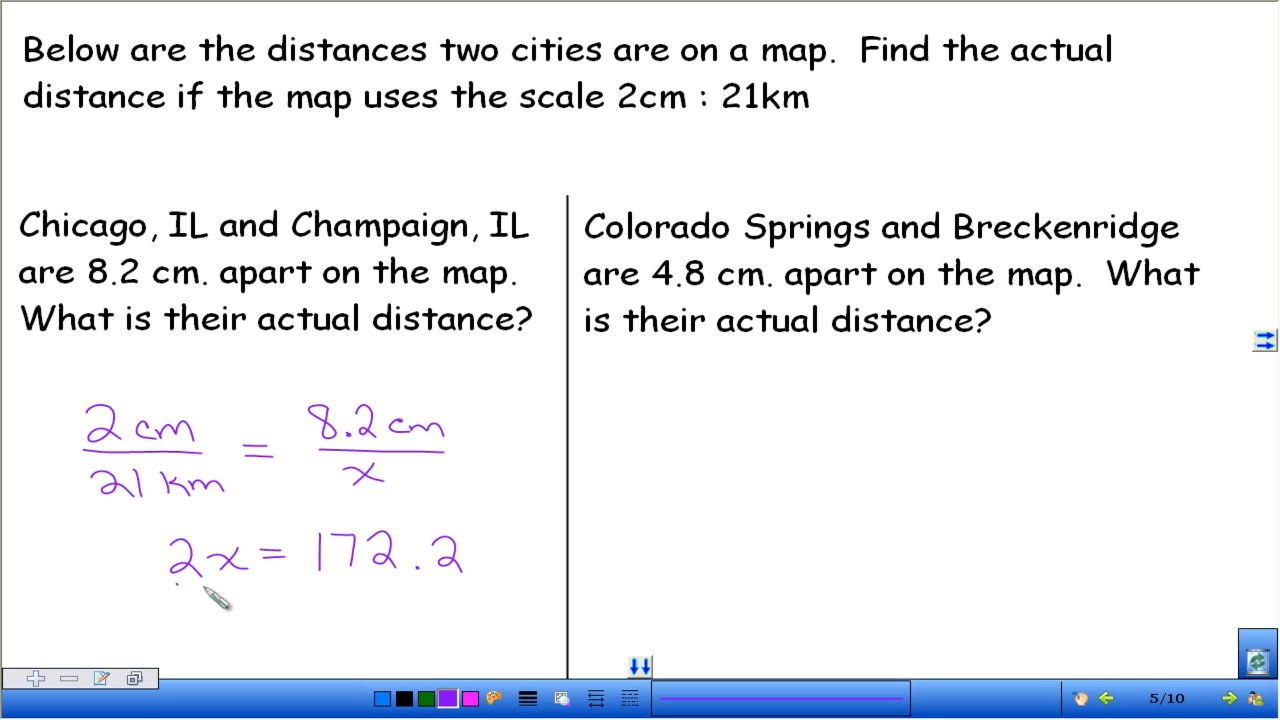 Below are the distances two cities are on a map. Find the actual
distance if the map uses the scale 2cm : 21km
Chicago, IL and Champaign, IL
are 8.2 cm. apart on the map.
What is their actual distance?
2 cm
21 km
=
8.2 cm
x
2x = 172.2
Colorado Springs and Breckenridge
are 4.8 cm. apart on the map. What
is their actual distance?
5/10